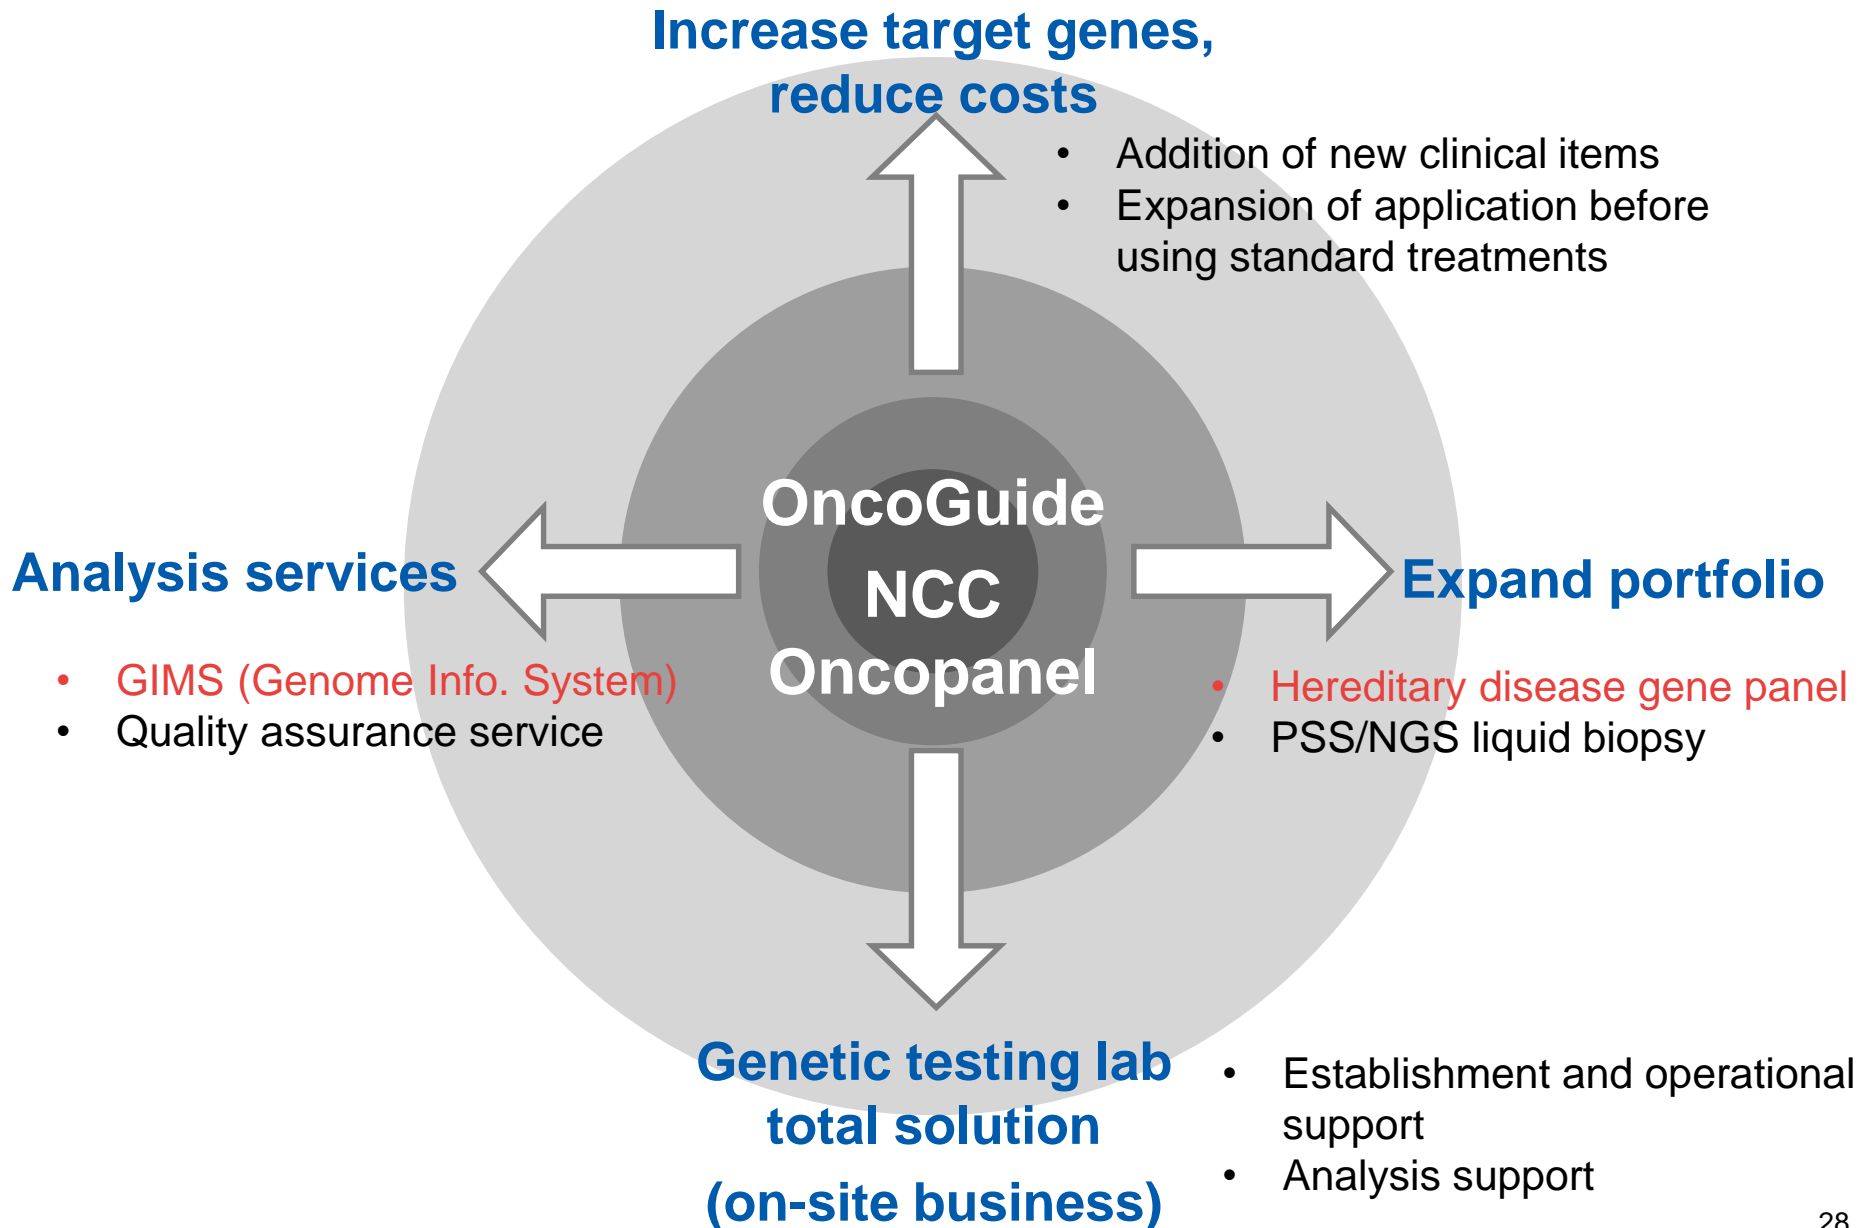 Increase target genes,
reduce costs
• Addition of new clinical items
• Expansion of application before
using standard treatments
OncoGuide
NCC
Oncopanel
Analysis services
• GIMS (Genome Info. System)
• Quality assurance service
Expand portfolio
• Hereditary disease gene panel
• PSS/NGS liquid biopsy
Genetic testing lab
total solution
(on-site business)
• Establishment and operational
support
• Analysis support
28